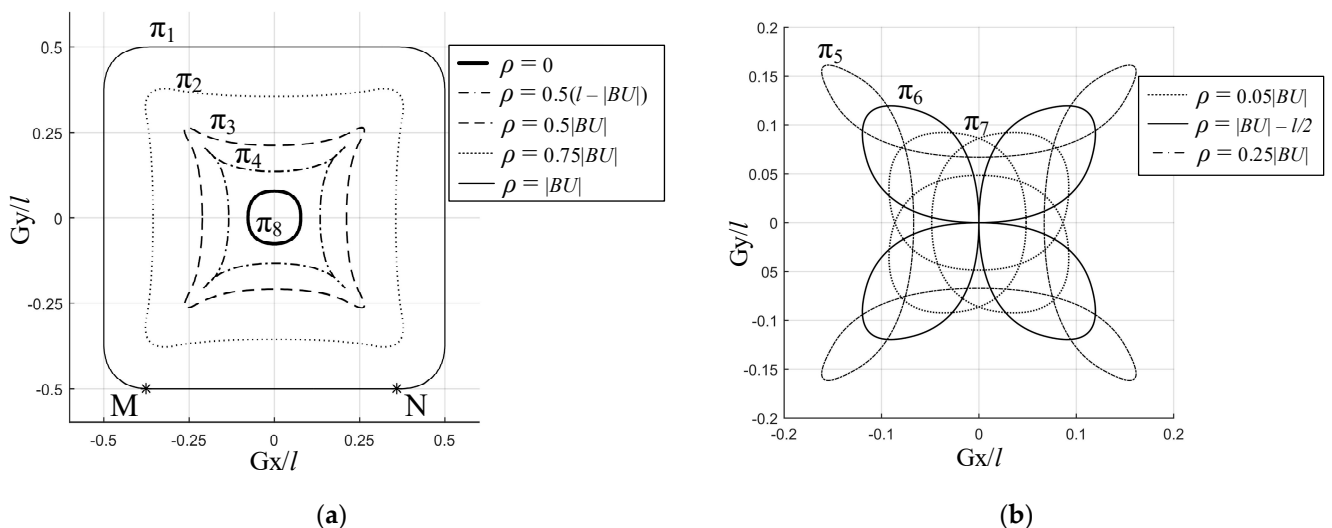 π1
π2
π3
π4
π8
M
N
0.5
0.25
0
-0.25
-0.5
Gy/l
-0.5
-0.25
0
0.25
0.5
Gx/l
ρ = 0
ρ = 0.5(l – |BU|)
ρ = 0.5|BU|
ρ = 0.75|BU|
ρ = |BU|
(a)
π5
π6
π7
0.2
0.15
0.1
0.05
0
05
-0.1
-0.15
-0.2
Gy/l
-0.2
-0.1
0
0.1
0.2
Gx/l
ρ = 0.05|BU|
ρ = |BU| – l/2
ρ = 0.25|BU|
(b)